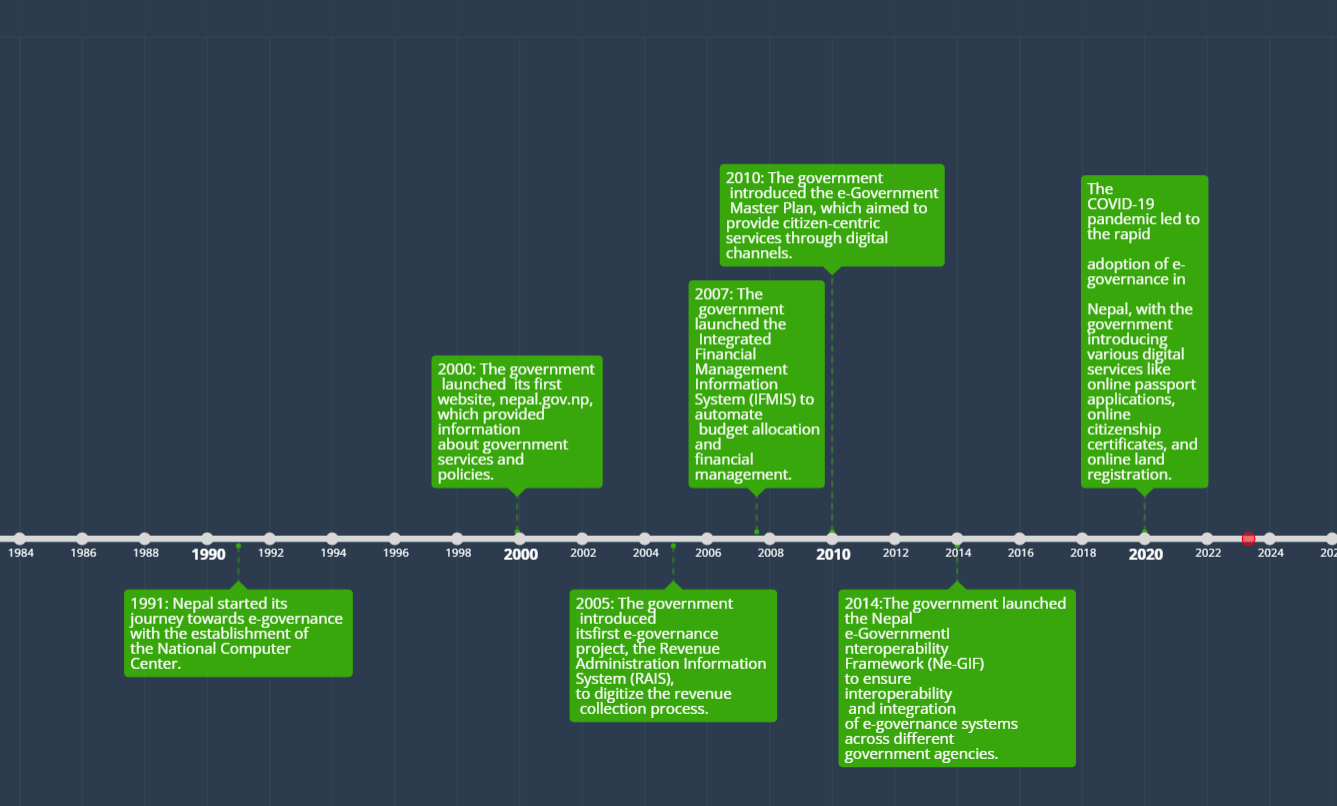 2010: The government
introduced the e-Government
Master Plan, which aimed to
provide citizen-centric
services through digital
channels.
The
COVID-19
pandemic led to
the rapid
adoption of e-
governance in
Nepal, with the
government
introducing
various digital
services like
online passport
applications,
online
citizenship
certificates, and
online land
registration.
2007: The
government
launched the
Integrated
Financial
Management
Information
System (IFMIS) to
automate
budget allocation
and
financial
management.
2000: The government
launched  its first
website, nepal.gov.np,
which provided
information
about government
services and
policies.
1984 1986 1988 1990 1992 1994 1996 1998 2000 2002 2004 2006 2008 2010 2012 2014 2016 2018 2020 2022 2024 202
1991: Nepal started its
journey towards e-governance
with the establishment of
the National Computer
Center.
2005: The government
introduced
itsfirst e-governance
project, the Revenue
Administration Information
System (RAIS),
to digitize the revenue
collection process.
2014:The government launched
the Nepal
e-GovernmentI
nteroperability
Framework (Ne-GIF)
to ensure
interoperability
and integration
of e-governance systems
across different
government agencies.